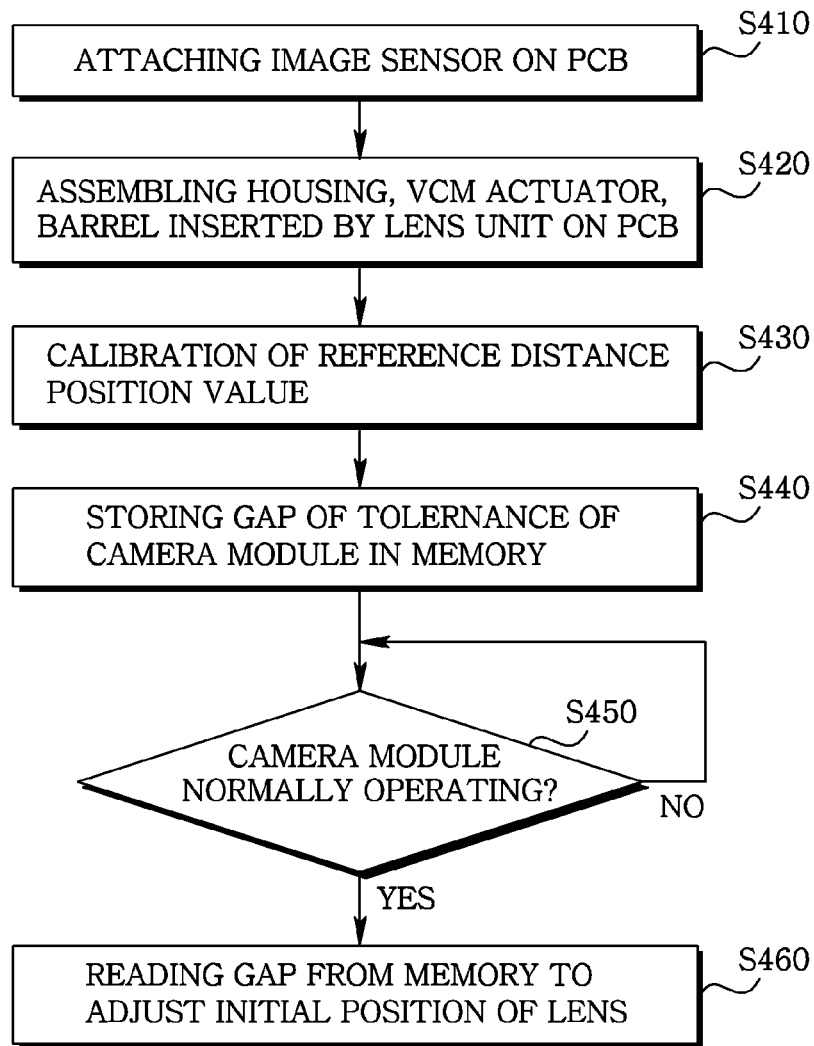 S410
ATTACHING IMAGE SENSOR ON PCB
S420
ASSEMBLING HOUSING, VCM ACTUATOR,
BARREL INSERTED BY LENS UNIT ON PCB
S430
CALIBRATION OF REFERENCE DISTANCE
POSITION VALUE
S440
STORING GAP OF TOLERNANCE OF
CAMERA MODULE IN MEMORY
S450
CAMERA MODULE
NORMALLY OPERATING?
NO
YES
S460
READING GAP FROM MEMORY TO
ADJUST INITIAL POSITION OF LENS